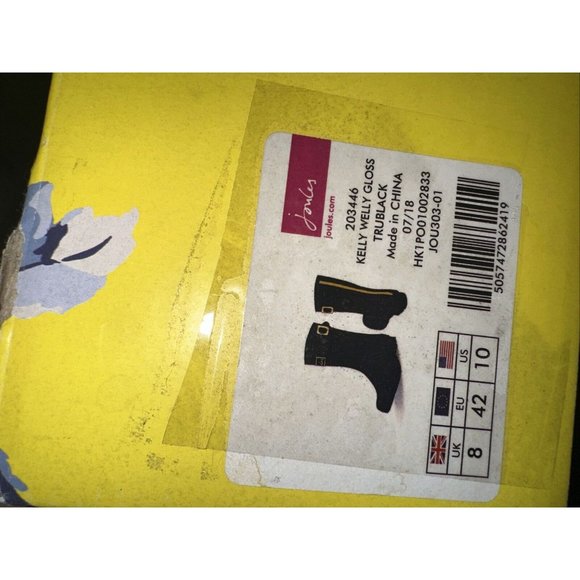 Joules
joules.com
203446
KELLY WELLY GLOSS
TRUBLACK
Made in CHINA
07/18
HK1PO01002833
JOU303-01
5057472862419
UK EU US
8 42 10